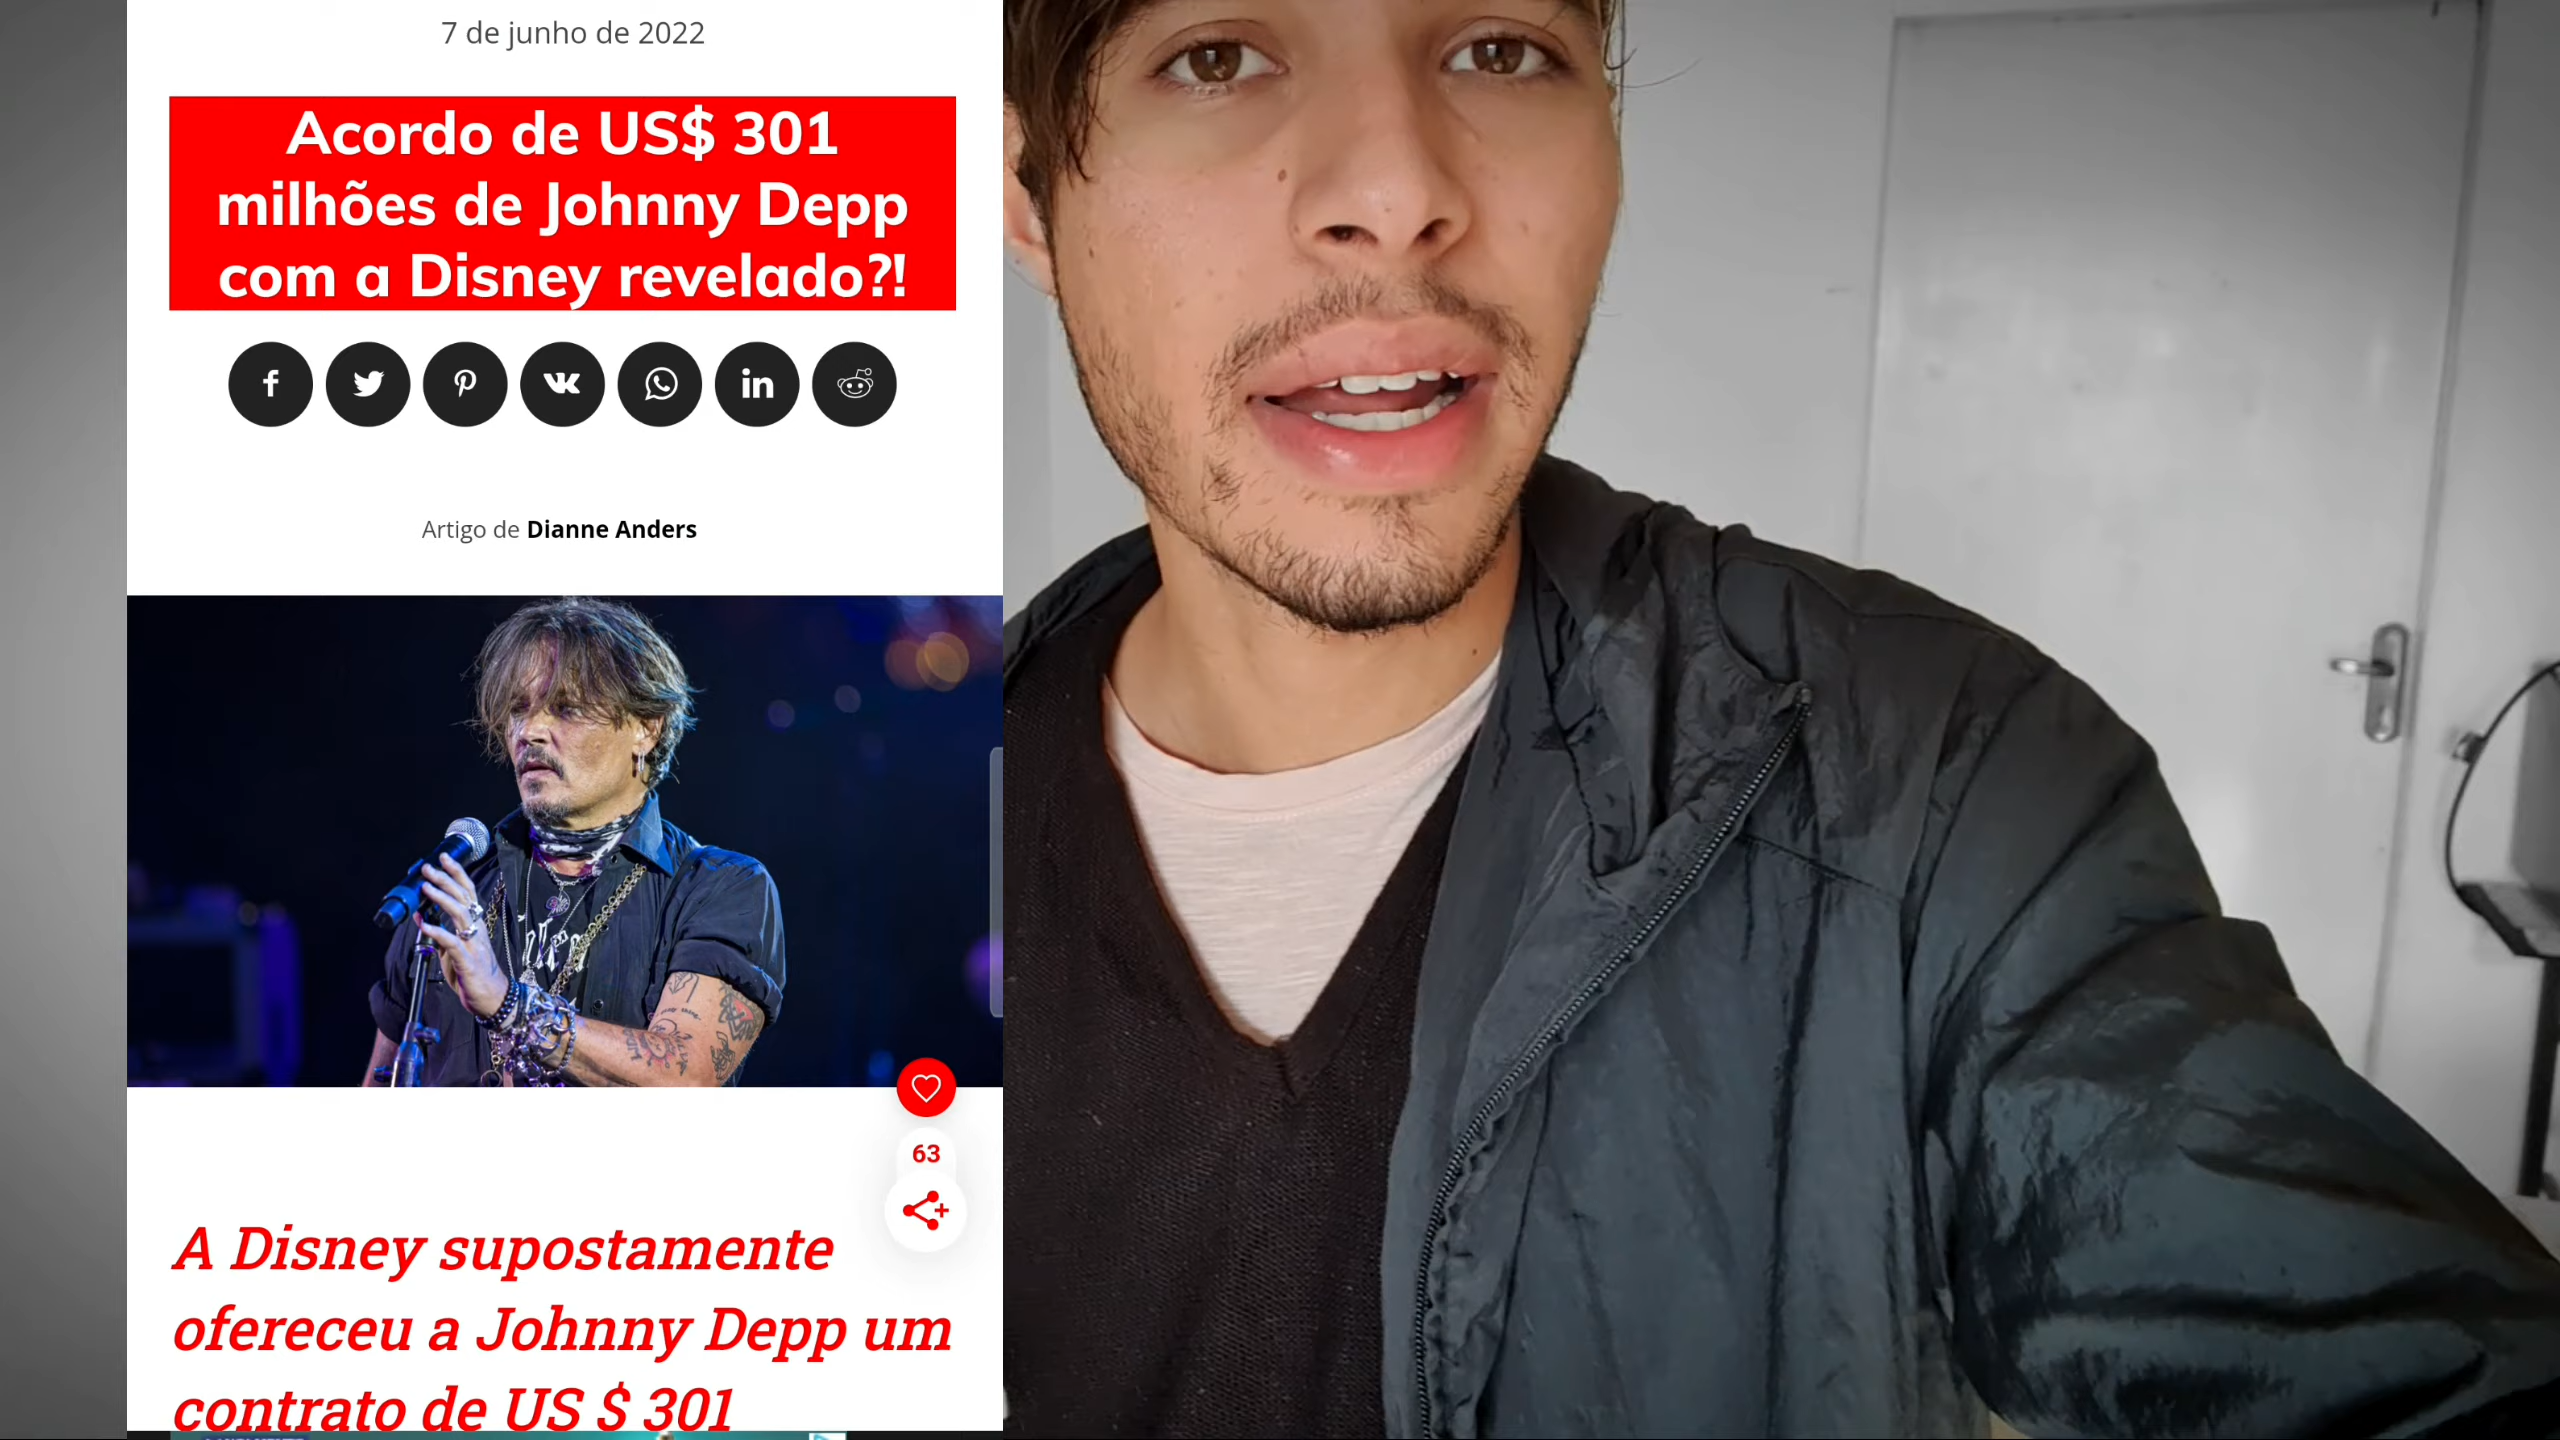 7 de junho de 2022
Acordo de US$ 301
milhões de Johnny Depp
com a Disney revelado?!
Artigo de Dianne Anders
63
A Disney supostamente
ofereceu a Johnny Depp um
contrato de US $ 301